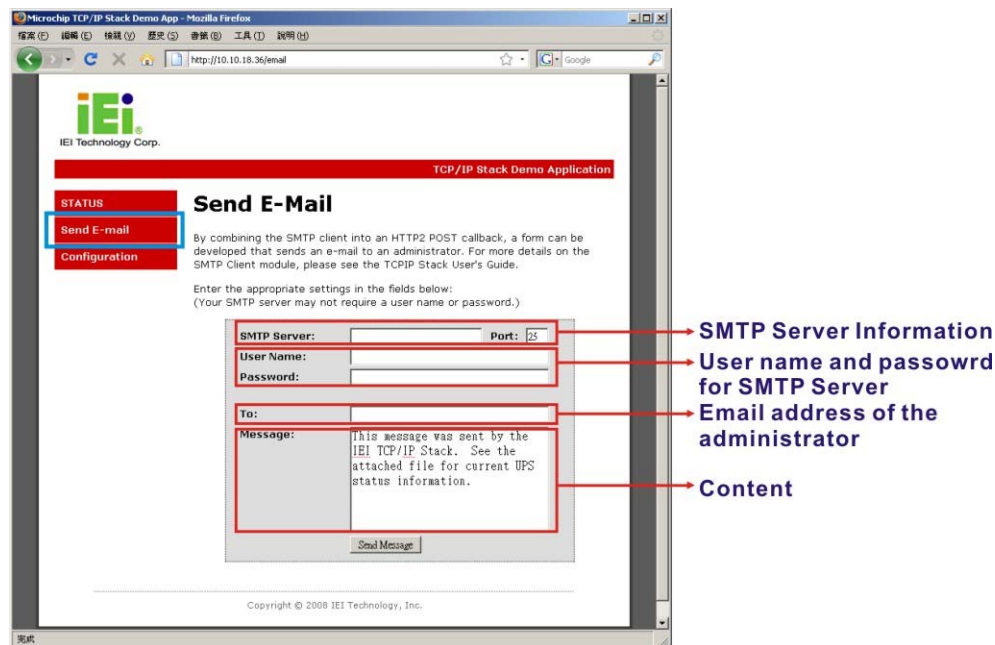 Microchip TCP/IP Stack Demo App - Mozilla Firefox
檔案(F) 編輯(E) 檢視(V) 歷史(S) 書籤(B) 工具(T) 說明(H)
http://10.10.18.36/email
G Google
iEi®
IEI Technology Corp.
TCP/IP Stack Demo Application
STATUS
Send E-mail
Configuration
Send E-Mail
By combining the SMTP client into an HTTP2 POST callback, a form can be
developed that sends an e-mail to an administrator. For more details on the
SMTP Client module, please see the TCPIP Stack User's Guide.
Enter the appropriate settings in the fields below:
(Your SMTP server may not require a user name or password.)
SMTP Server: Port: 25
User Name:
Password:
To:
Message:
This message was sent by the
IEI TCP/IP Stack. See the
attached file for current UPS
status information.
Send Message
Copyright © 2008 IEI Technology, Inc.
完成
SMTP Server Information
User name and passowrd
for SMTP Server
Email address of the
administrator
Content